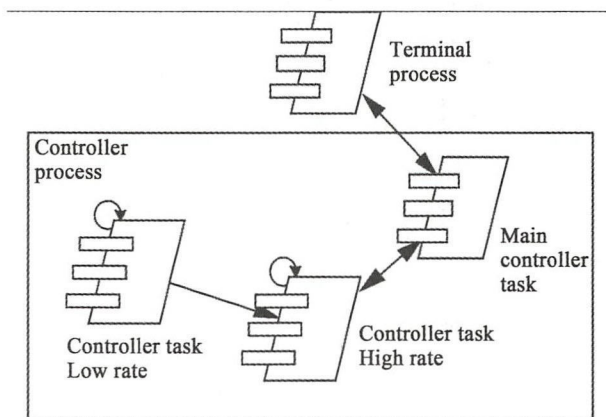 Terminal
process
Controller
process
Main
controller
task
Controller task
Low rate
Controller task
High rate